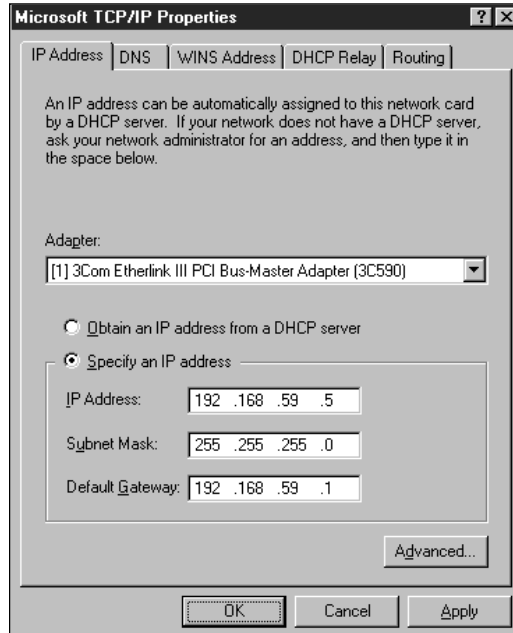 Microsoft TCP/IP Properties
IP Address DNS WINS Address DHCP Relay Routing
An IP address can be automatically assigned to this network card
by a DHCP server. If your network does not have a DHCP server,
ask your network administrator for an address, and then type it in
the space below.
Adapter:
[1] 3Com Etherlink III PCI Bus-Master Adapter (3C590)
Obtain an IP address from a DHCP server
Specify an IP address
IP Address: 192 .168 .59 .5
Subnet Mask: 255 .255 .255 .0
Default Gateway: 192 .168 .59 .1
Advanced...
OK Cancel Apply